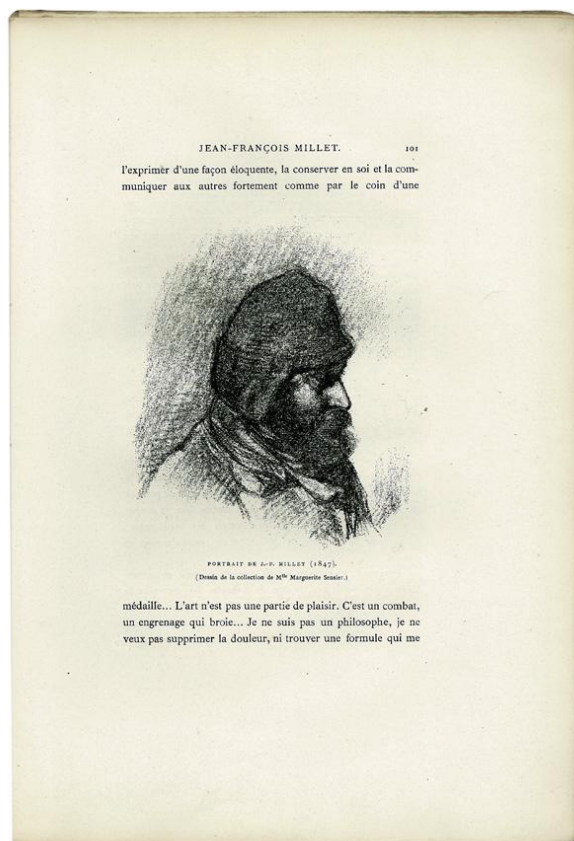 JEAN-FRANÇOIS MILLET. 101
l'exprimer d'une façon éloquente, la conserver en soi et la com-
muniquer aux autres fortement comme par le coin d'une
PORTRAIT DE J.-F. MILLET (1847).
(Dessin de la collection de Mlle Marguerite Sensier.)
médaille... L'art n'est pas une partie de plaisir. C'est un combat,
un engrenage qui broie... Je ne suis pas un philosophe, je ne
veux pas supprimer la douleur, ni trouver une formule qui me